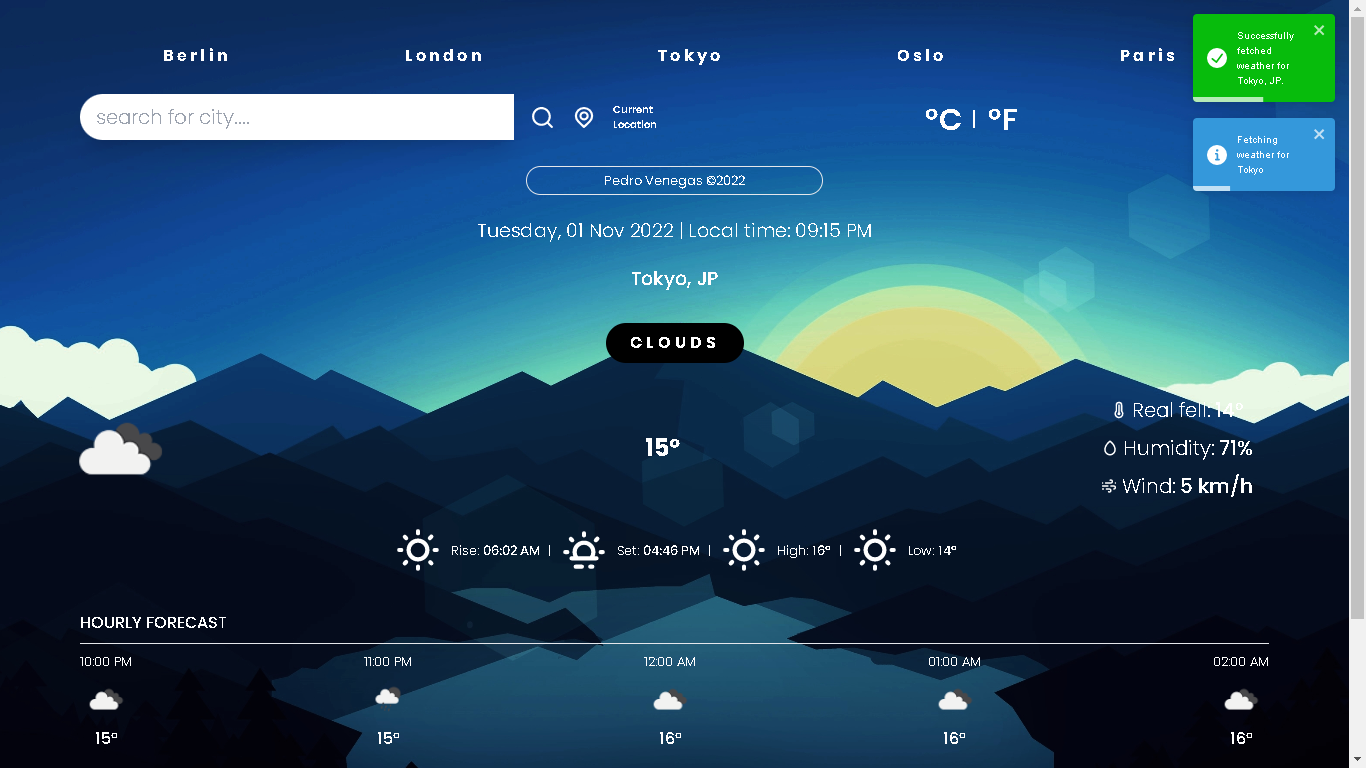 Berlin London Tokyo Oslo Paris
Successfully
fetched
weather for
Tokyo, JP.
search for city....
Current
Location
°C | °F
Fetching
weather for
Tokyo
Pedro Venegas ©2022
Tuesday, 01 Nov 2022 | Local time: 09:15 PM
Tokyo, JP
CLOUDS
15°
Real fell: 14°
Humidity: 71%
Wind: 5 km/h
Rise: 06:02 AM | Set: 04:46 PM | High: 16° | Low: 14°
HOURLY FORECAST
10:00 PM 11:00 PM 12:00 AM 01:00 AM 02:00 AM
15° 15° 16° 16° 16°